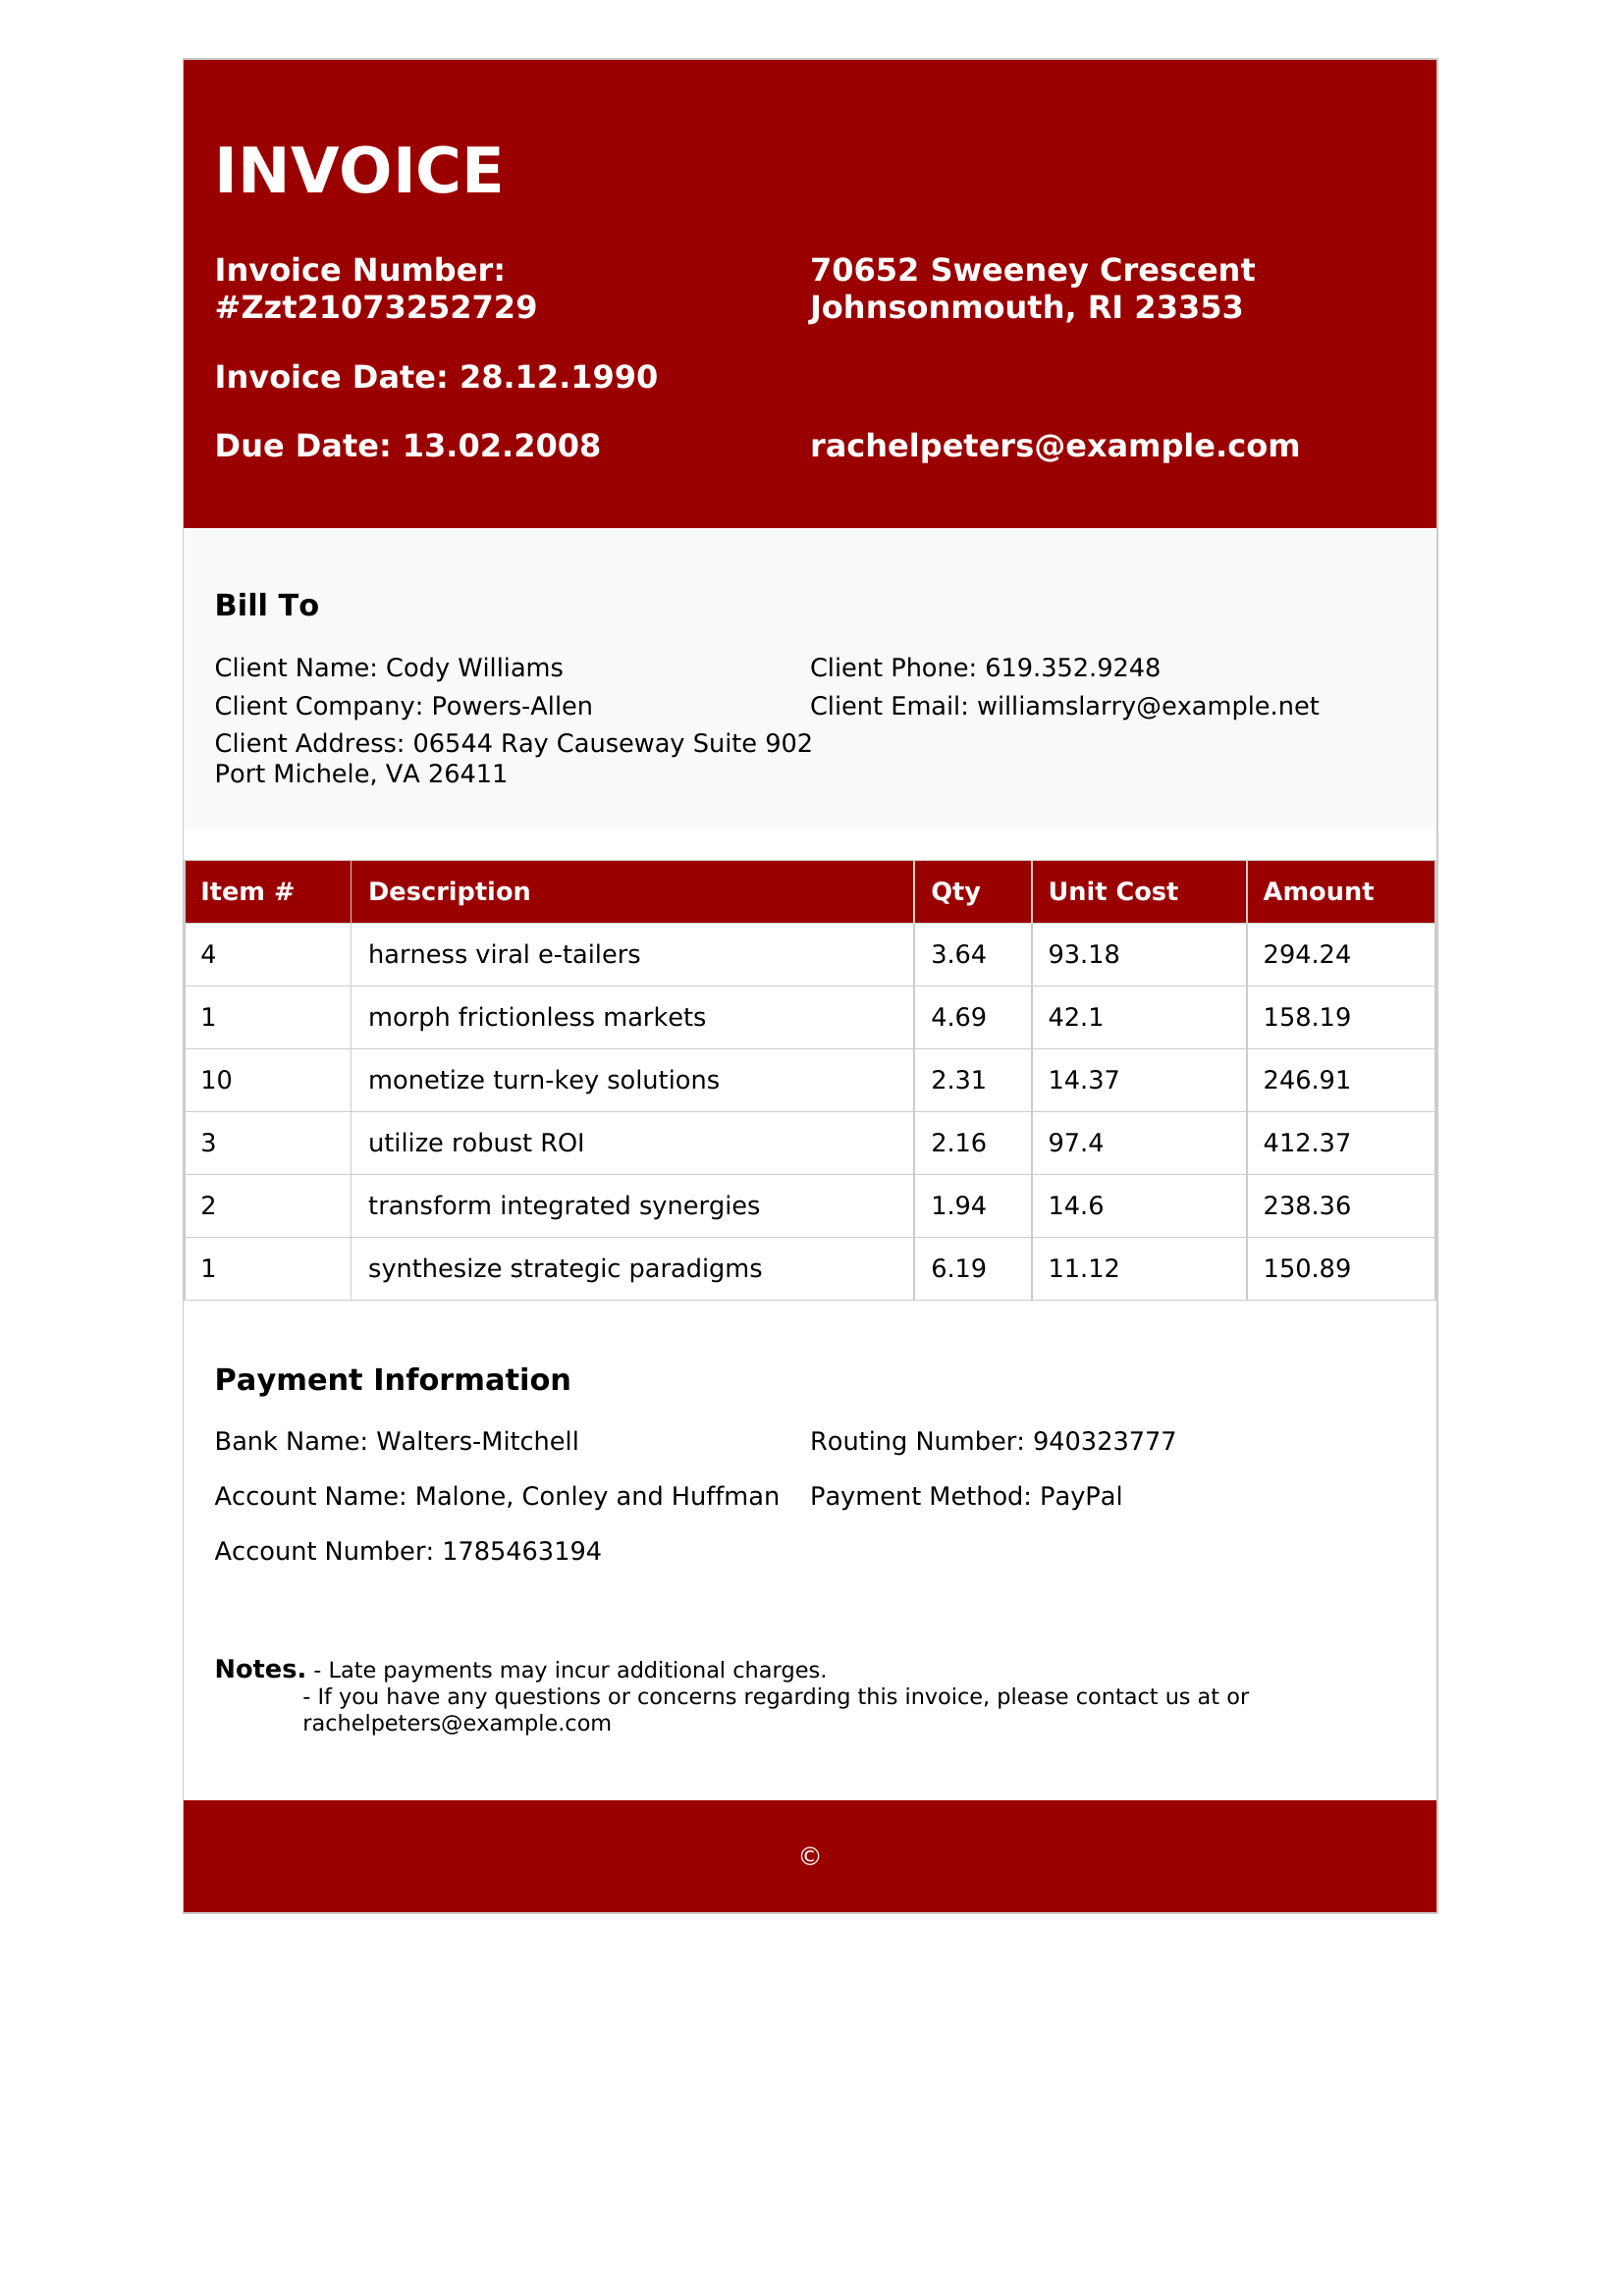 INVOICE
Invoice Number:
#Zzt21073252729
70652 Sweeney Crescent
Johnsonmouth, RI 23353
Invoice Date: 28.12.1990
Due Date: 13.02.2008
rachelpeters@example.com
Bill To
Client Name: Cody Williams
Client Phone: 619.352.9248
Client Company: Powers-Allen
Client Email: williamslarry@example.net
Client Address: 06544 Ray Causeway Suite 902
Port Michele, VA 26411
Item # Description Qty Unit Cost Amount
4 harness viral e-tailers 3.64 93.18 294.24
1 morph frictionless markets 4.69 42.1 158.19
10 monetize turn-key solutions 2.31 14.37 246.91
3 utilize robust ROI 2.16 97.4 412.37
2 transform integrated synergies 1.94 14.6 238.36
1 synthesize strategic paradigms 6.19 11.12 150.89
Payment Information
Bank Name: Walters-Mitchell
Routing Number: 940323777
Account Name: Malone, Conley and Huffman
Payment Method: PayPal
Account Number: 1785463194
Notes. - Late payments may incur additional charges.
- If you have any questions or concerns regarding this invoice, please contact us at or
rachelpeters@example.com
©